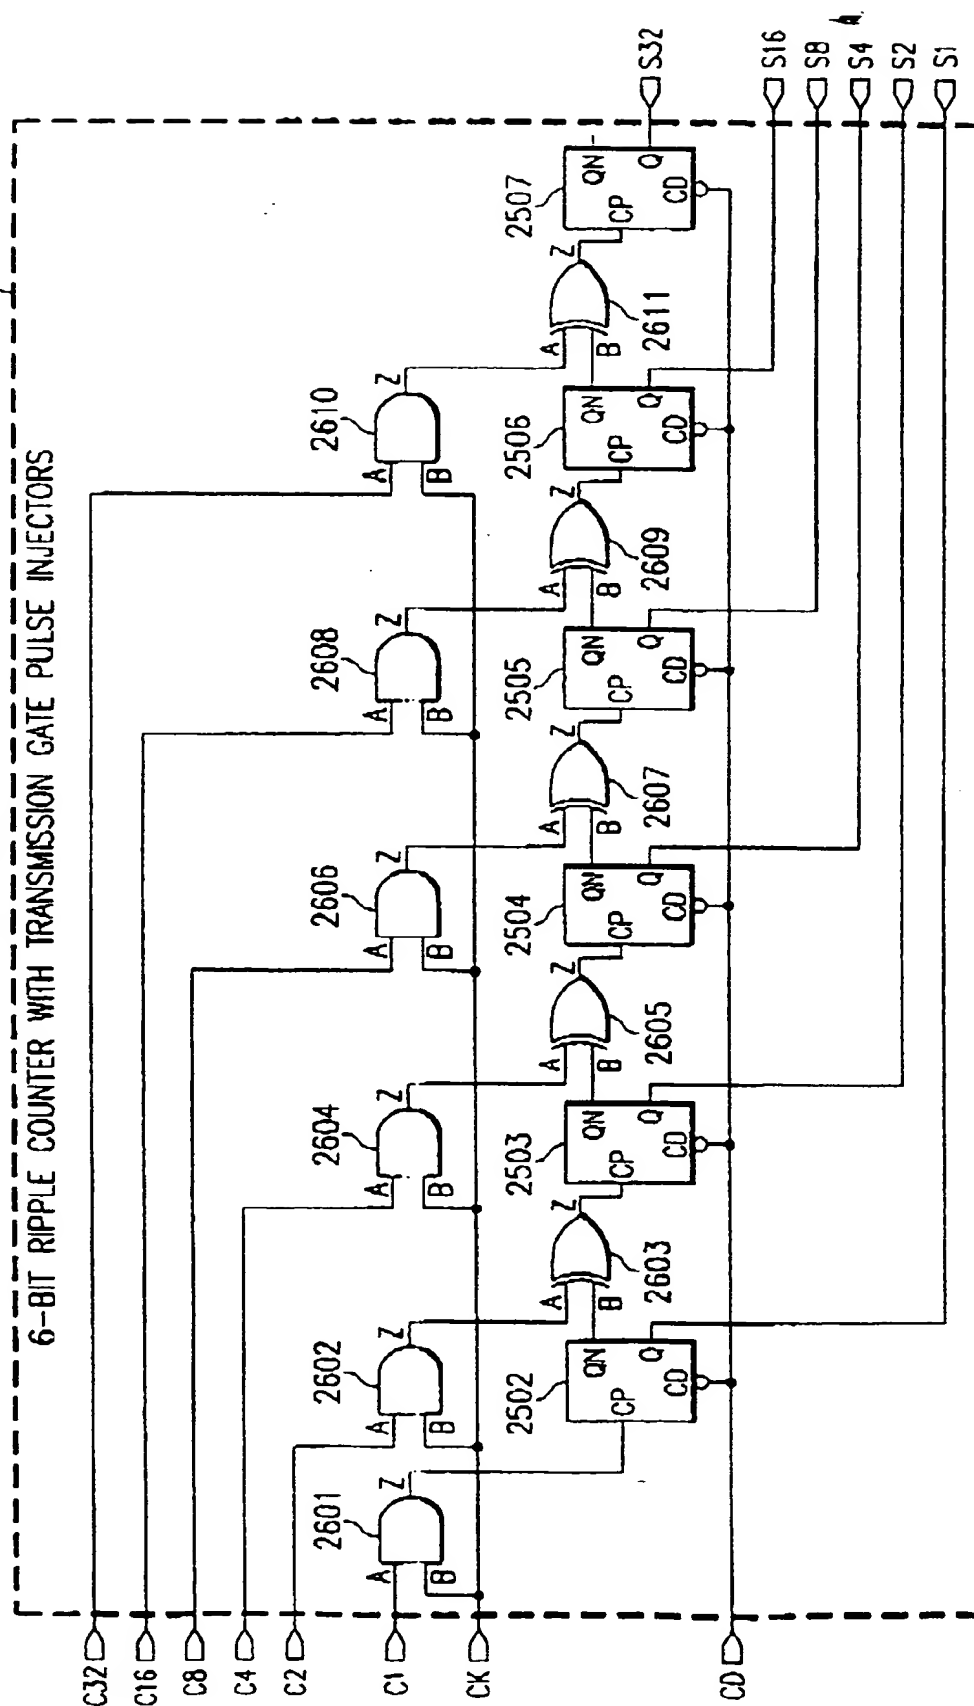 6-BIT RIPPLE COUNTER WITH TRANSMISSION GATE PULSE INJECTORS
C32
C16
C8
C4
C2
C1
CK
CD
2601
A
B
Z
2602
A
B
Z
2604
A
B
Z
2606
A
B
Z
2608
A
B
Z
2610
A
B
Z
2502
CP
QN
Q
CD
A
B
Z
2603
2503
CP
QN
Q
CD
A
B
Z
2605
2504
CP
QN
Q
CD
A
B
Z
2607
2505
CP
QN
Q
CD
A
B
Z
2609
2506
CP
QN
Q
CD
A
B
Z
2611
2507
CP
QN
Q
CD
S32
S16
S8
S4
S2
S1